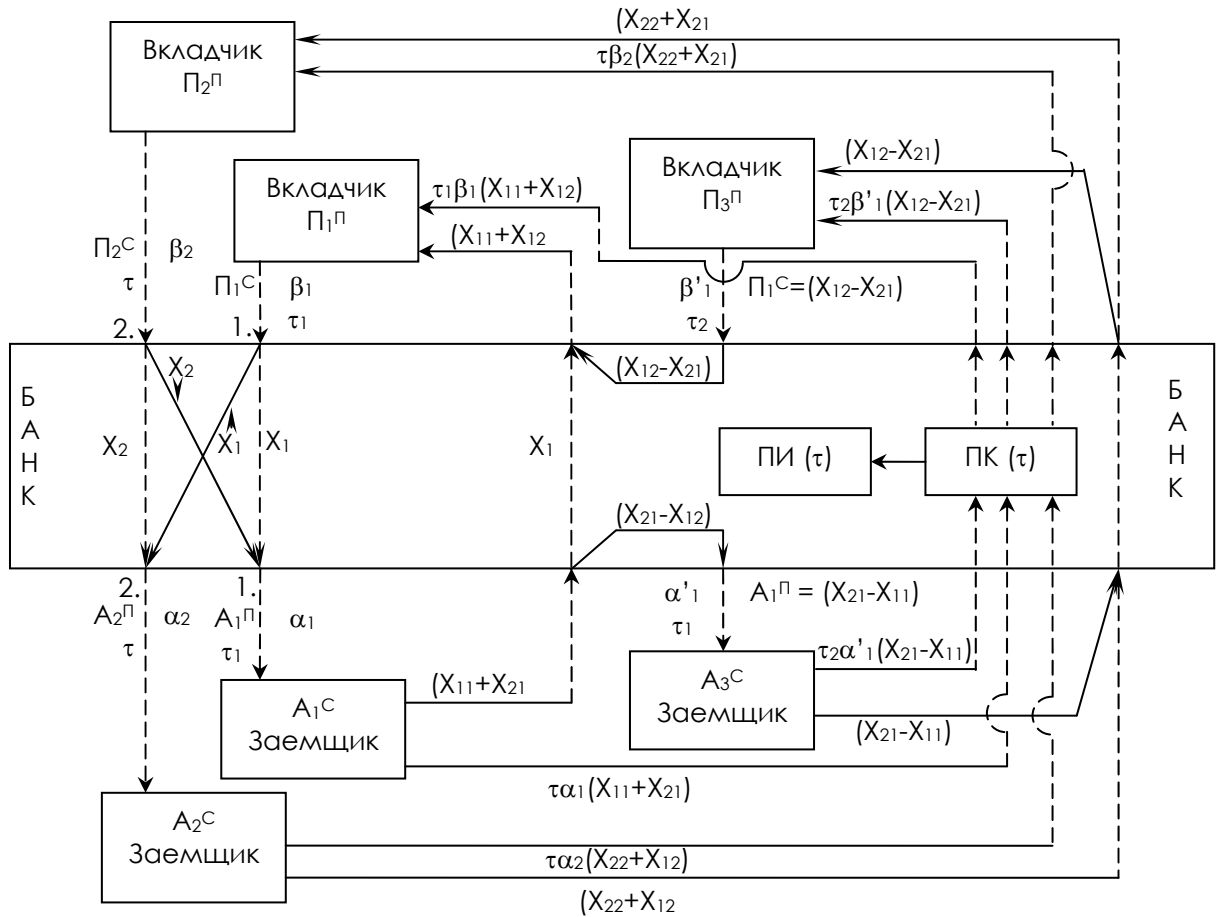 (X22+X21
Вкладчик
П2П
τβ2(X22+X21)
Вкладчик
П1П
τ1β1(X11+X12)
(X11+X12
Вкладчик
П3П
(X12-X21)
τ2β'1(X12-X21)
П2С β2
τ
П1С β1
τ1
β'1 П1С=(X12-X21)
τ2
2.
1.
БАНК
X2
X2
X1
X1
(X12-X21)
X1
ПИ (τ)
ПК (τ)
БАНК
(X21-X12)
2.
1.
А2П α2
τ
А1П α1
τ1
α'1 А1П = (X21-X11)
τ1
А1С
Заемщик
(X11+X21
τα1(X11+X21)
А3С
Заемщик
τ2α'1(X21-X11)
(X21-X11)
А2С
Заемщик
τα2(X22+X12)
(X22+X12